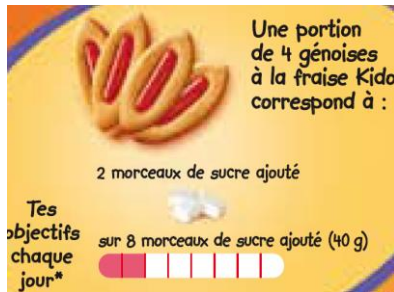 Une portion
de 4 génoises
à la fraise Kido
correspond à :
2 morceaux de sucre ajouté
Tes
objectifs
chaque
jour*
sur 8 morceaux de sucre ajouté (40 g)